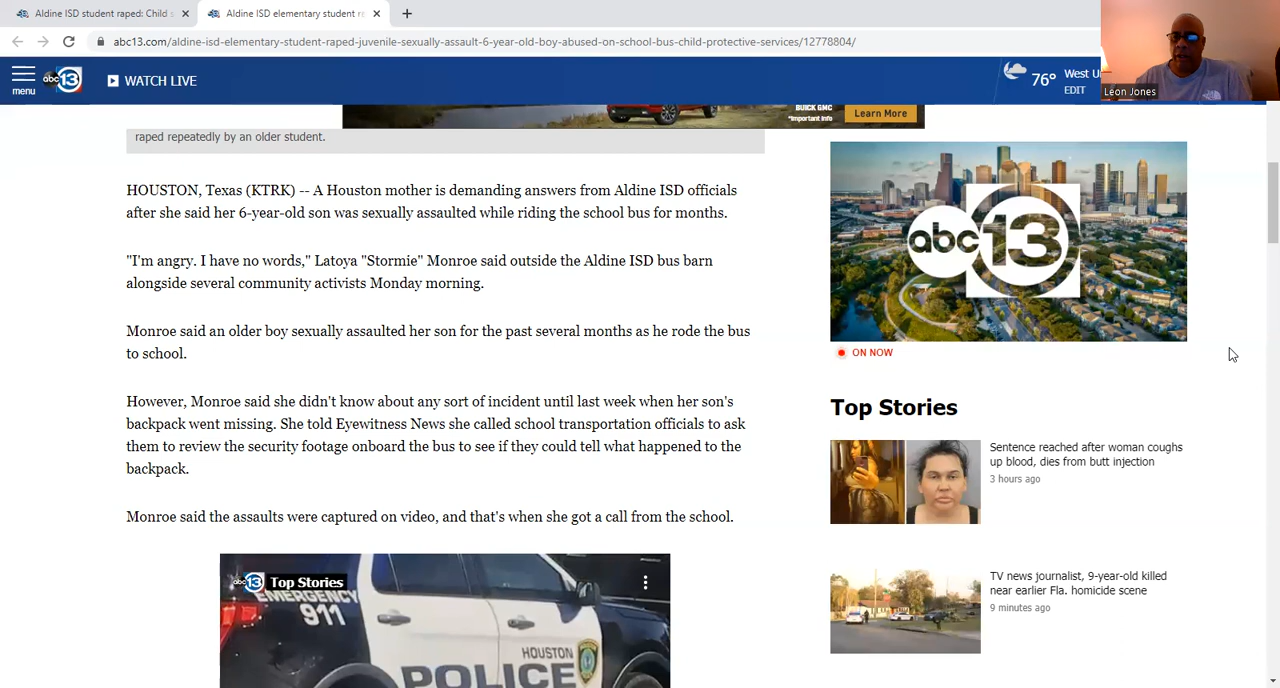 Aldine ISD student raped: Child s
Aldine ISD elementary student re
abc13.com/aldine-isd-elementary-student-raped-juvenile-sexually-assault-6-year-old-boy-abused-on-school-bus-child-protective-services/12778804/
menu
abc 13
WATCH LIVE
76°
West U
EDIT
Leon Jones
BUICK GMC
*Important Info
Learn More
raped repeatedly by an older student.
HOUSTON, Texas (KTRK) -- A Houston mother is demanding answers from Aldine ISD officials
after she said her 6-year-old son was sexually assaulted while riding the school bus for months.
"I'm angry. I have no words," Latoya "Stormie" Monroe said outside the Aldine ISD bus barn
alongside several community activists Monday morning.
Monroe said an older boy sexually assaulted her son for the past several months as he rode the bus
to school.
However, Monroe said she didn't know about any sort of incident until last week when her son's
backpack went missing. She told Eyewitness News she called school transportation officials to ask
them to review the security footage onboard the bus to see if they could tell what happened to the
backpack.
Monroe said the assaults were captured on video, and that's when she got a call from the school.
abc 13
Top Stories
EMERGENCY
911
HOUSTON
POLICE
abc 13
ON NOW
Top Stories
Sentence reached after woman coughs
up blood, dies from butt injection
3 hours ago
TV news journalist, 9-year-old killed
near earlier Fla. homicide scene
9 minutes ago